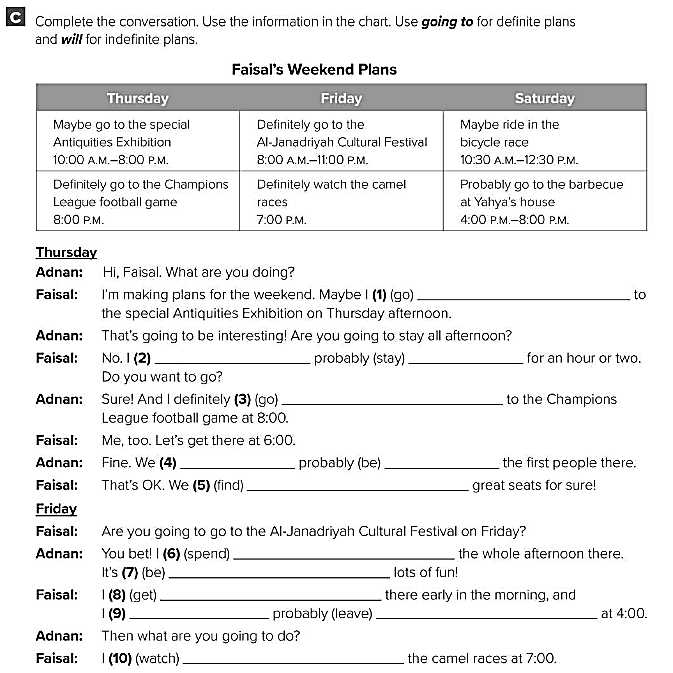 C Complete the conversation. Use the information in the chart. Use going to for definite plans
and will for indefinite plans.
Faisal's Weekend Plans
Thursday Friday Saturday
Maybe go to the special
Antiquities Exhibition
10:00 A.M.–8:00 P.M.
Definitely go to the
Al-Janadriyah Cultural Festival
8:00 A.M.–11:00 P.M.
Maybe ride in the
bicycle race
10:30 A.M.–12:30 P.M.
Definitely go to the Champions
League football game
8:00 P.M.
Definitely watch the camel
races
7:00 P.M.
Probably go to the barbecue
at Yahya's house
4:00 P.M.–8:00 P.M.
Thursday
Adnan: Hi, Faisal. What are you doing?
Faisal: I'm making plans for the weekend. Maybe I (1) (go) ____________ to
the special Antiquities Exhibition on Thursday afternoon.
Adnan: That's going to be interesting! Are you going to stay all afternoon?
Faisal: No. I (2) ____________ probably (stay) ____________ for an hour or two.
Do you want to go?
Adnan: Sure! And I definitely (3) (go) ____________ to the Champions
League football game at 8:00.
Faisal: Me, too. Let's get there at 6:00.
Adnan: Fine. We (4) ____________ probably (be) ____________ the first people there.
Faisal: That's OK. We (5) (find) ____________ great seats for sure!
Friday
Faisal: Are you going to go to the Al-Janadriyah Cultural Festival on Friday?
Adnan: You bet! I (6) (spend) ____________ the whole afternoon there.
It's (7) (be) ____________ lots of fun!
Faisal: I (8) (get) ____________ there early in the morning, and
I (9) ____________ probably (leave) ____________ at 4:00.
Adnan: Then what are you going to do?
Faisal: I (10) (watch) ____________ the camel races at 7:00.